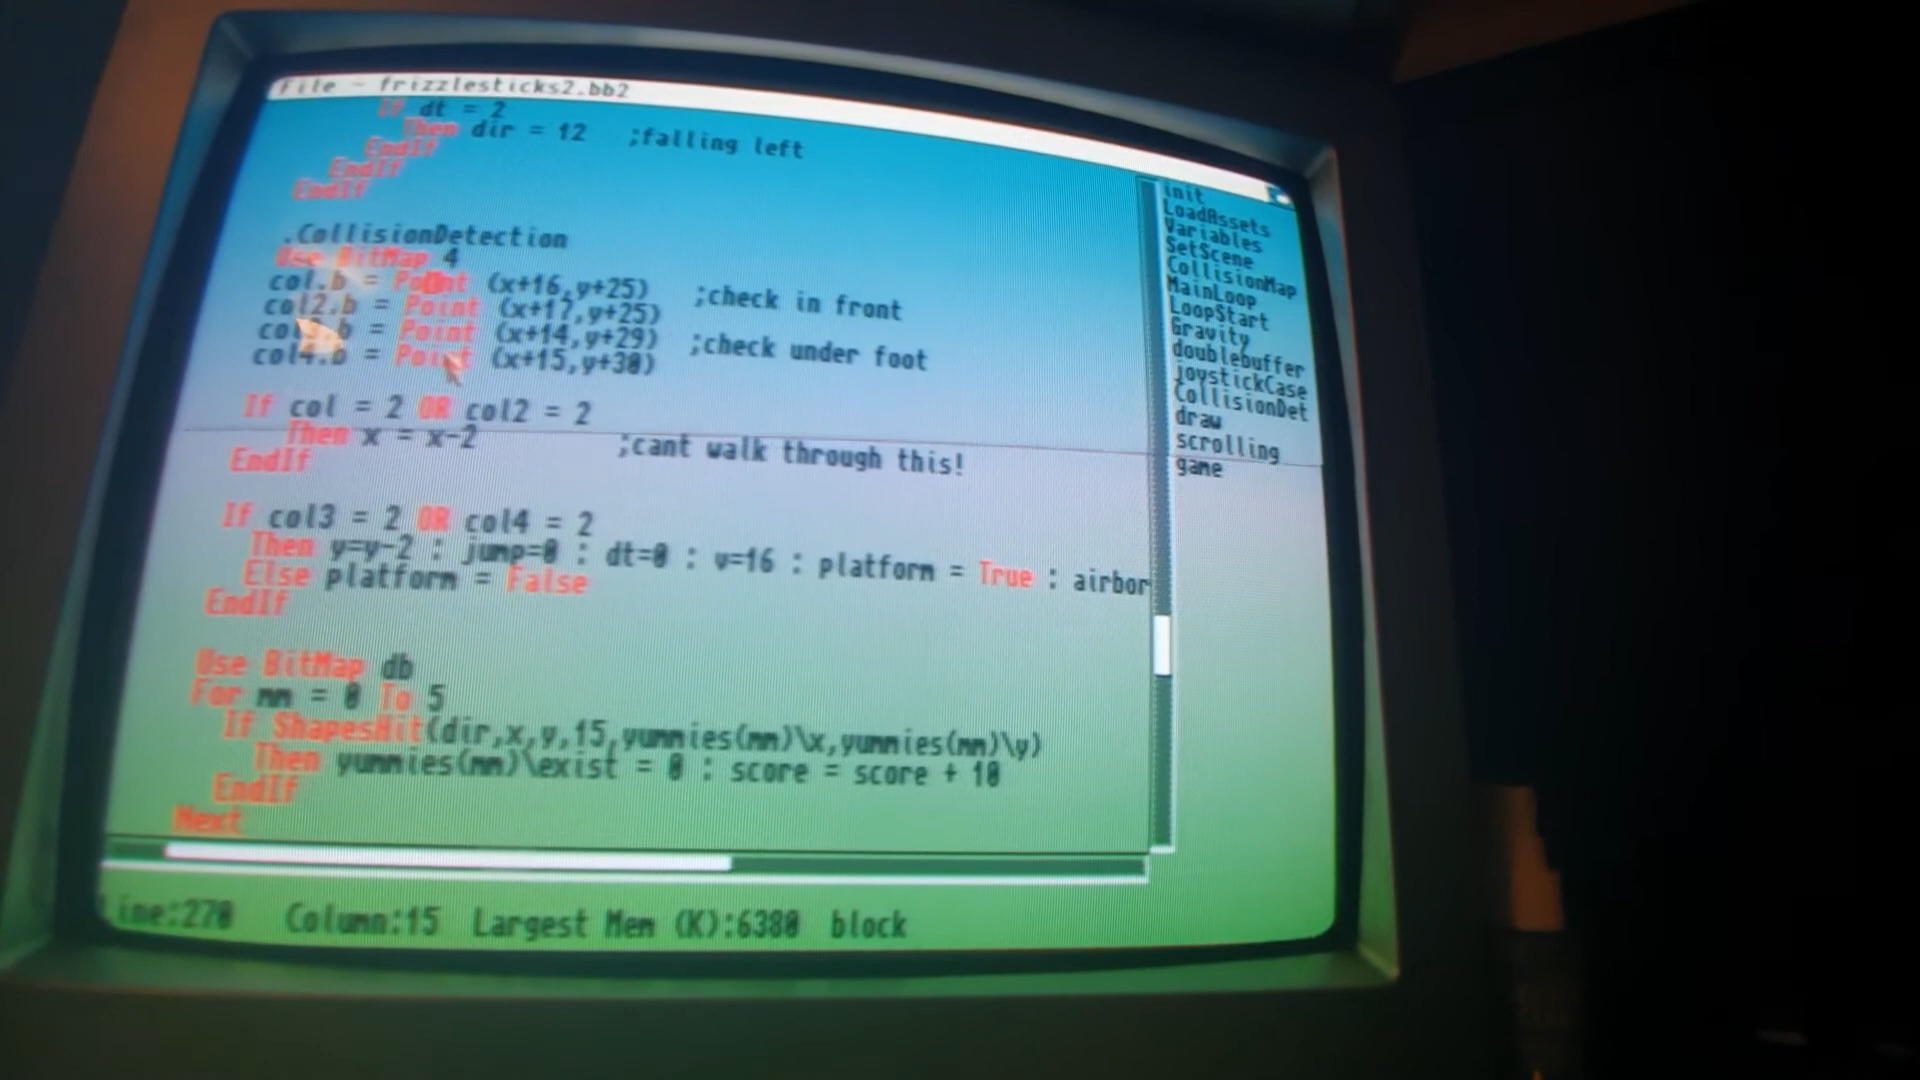 File - frizzlesticks2.bb2
If dt = 2
Then dir = 12 ;falling left
EndIf
EndIf
EndIf
.CollisionDetection
Use BitMap 4
col.b = Point (x+16,y+25) ;check in front
col2.b = Point (x+17,y+25)
col3.b = Point (x+14,y+29) ;check under foot
col4.b = Point (x+15,y+30)
If col = 2 OR col2 = 2
Then x = x-2 ;cant walk through this!
EndIf
If col3 = 2 OR col4 = 2
Then y=y-2 : jump=0 : dt=0 : v=16 : platform = True : airbor
Else platform = False
EndIf
Use BitMap db
For mm = 0 To 5
If ShapesHit(dir,x,y,15,yummies(mm)\x,yummies(mm)\y)
Then yummies(mm)\exist = 0 : score = score + 10
EndIf
Next
Line:270 Column:15 Largest Mem (K):6380 block
init
LoadAssets
Variables
SetScene
CollisionMap
MainLoop
LoopStart
Gravity
doublebuffer
joystickCase
CollisionDet
draw
scrolling
game